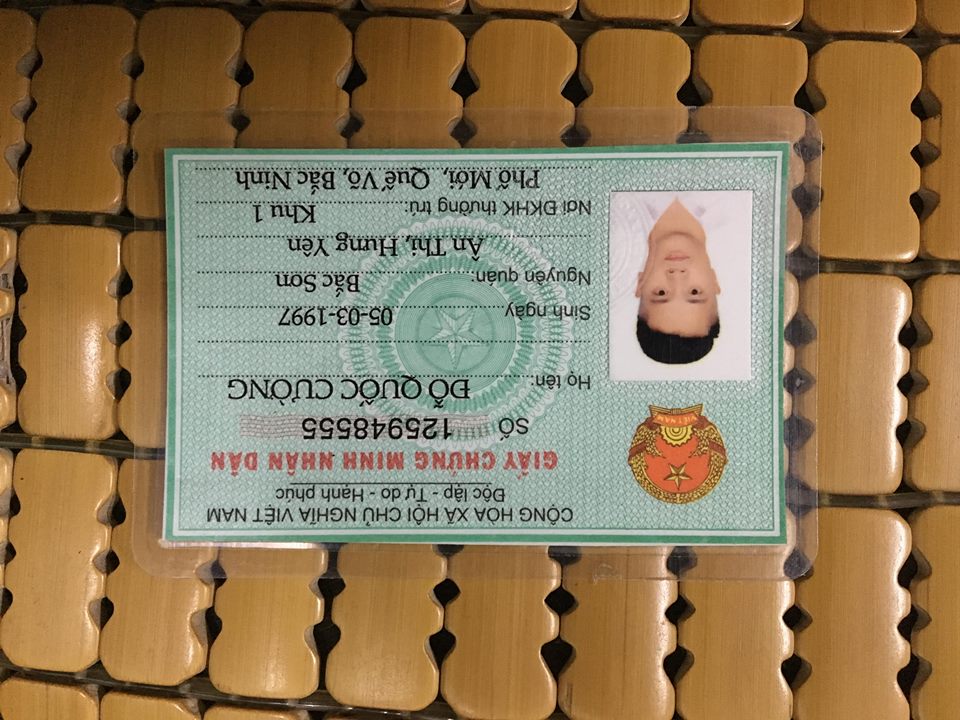 CỘNG HÒA XÃ HỘI CHỦ NGHĨA VIỆT NAM
Độc lập - Tự do - Hạnh phúc
GIẤY CHỨNG MINH NHÂN DÂN
SỐ 125948555
Họ tên: ĐỖ QUỐC CƯỜNG
Sinh ngày 05-03-1997
Nguyên quán: Bắc Sơn
Ân Thi, Hưng Yên
Nơi ĐKHK thường trú: Khu 1
Phố Mới, Quế Võ, Bắc Ninh
VIỆT NAM